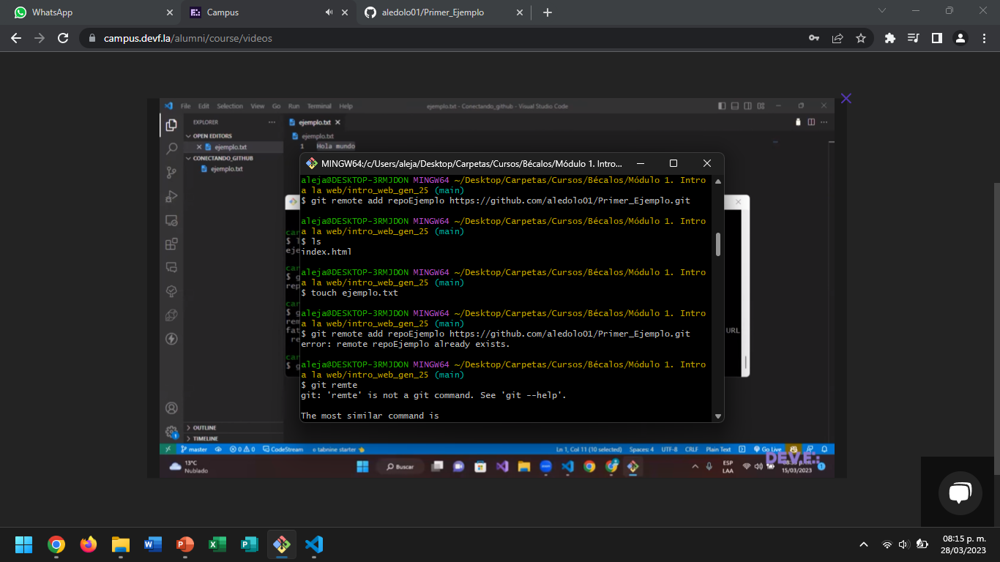 WhatsApp
Campus
aledolo01/Primer_Ejemplo
campus.devf.la/alumni/course/videos
File Edit Selection View Go Run Terminal Help
ejemplo.txt - Conectando_github - Visual Studio Code
EXPLORER
ejemplo.txt
OPEN EDITORS
ejemplo.txt
ejemplo.txt
1 Hola mundo
CONECTANDO_GITHUB
ejemplo.txt
MINGW64:/c/Users/aleja/Desktop/Carpetas/Cursos/Bécalos/Módulo 1. Intro...
aleja@DESKTOP-3RMJDON MINGW64 ~/Desktop/Carpetas/Cursos/Bécalos/Módulo 1. Intro
a la web/intro_web_gen_25 (main)
$ git remote add repoEjemplo https://github.com/aledolo01/Primer_Ejemplo.git
aleja@DESKTOP-3RMJDON MINGW64 ~/Desktop/Carpetas/Cursos/Bécalos/Módulo 1. Intro
a la web/intro_web_gen_25 (main)
$ ls
index.html
aleja@DESKTOP-3RMJDON MINGW64 ~/Desktop/Carpetas/Cursos/Bécalos/Módulo 1. Intro
a la web/intro_web_gen_25 (main)
$ touch ejemplo.txt
aleja@DESKTOP-3RMJDON MINGW64 ~/Desktop/Carpetas/Cursos/Bécalos/Módulo 1. Intro
a la web/intro_web_gen_25 (main)
$ git remote add repoEjemplo https://github.com/aledolo01/Primer_Ejemplo.git
error: remote repoEjemplo already exists.
aleja@DESKTOP-3RMJDON MINGW64 ~/Desktop/Carpetas/Cursos/Bécalos/Módulo 1. Intro
a la web/intro_web_gen_25 (main)
$ git remte
git: 'remte' is not a git command. See 'git --help'.
The most similar command is
URL
OUTLINE
TIMELINE
master 0 0 CodeStream tabnine starter Ln 1, Col 11 (10 selected) Spaces: 4 UTF-8 CRLF Plain Text Go Live
13°C
Nublado
Buscar
ESP
LAA
15/03/2023
DEV.F.:
08:15 p. m.
28/03/2023